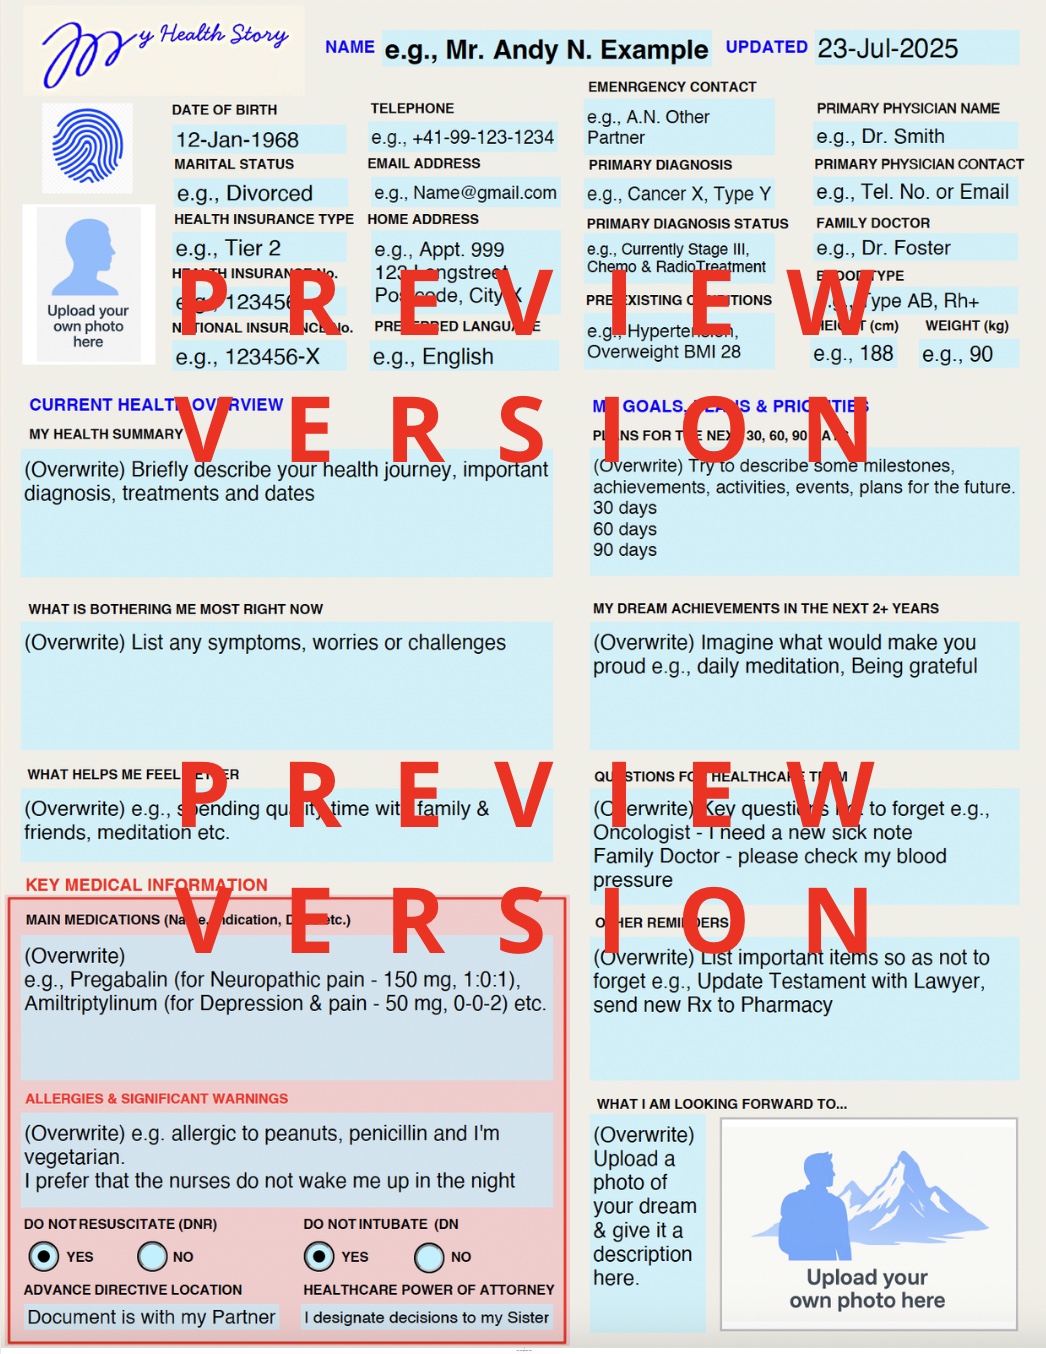 My Health Story
NAME e.g., Mr. Andy N. Example UPDATED 23-Jul-2025
DATE OF BIRTH
12-Jan-1968
MARITAL STATUS
e.g., Divorced
HEALTH INSURANCE TYPE
e.g., Tier 2
HEALTH INSURANCE No.
e.g., 123456
NATIONAL INSURANCE No.
e.g., 123456-X
TELEPHONE
e.g., +41-99-123-1234
EMAIL ADDRESS
e.g., Name@gmail.com
HOME ADDRESS
e.g., Appt. 999
123 Longstreet
Postcode, City X
PREFERRED LANGUAGE
e.g., English
EMENRGENCY CONTACT
e.g., A.N. Other
Partner
PRIMARY DIAGNOSIS
e.g., Cancer X, Type Y
PRIMARY DIAGNOSIS STATUS
e.g., Currently Stage III,
Chemo & RadioTreatment
PRE-EXISTING CONDITIONS
e.g., Hypertension,
Overweight BMI 28
PRIMARY PHYSICIAN NAME
e.g., Dr. Smith
PRIMARY PHYSICIAN CONTACT
e.g., Tel. No. or Email
FAMILY DOCTOR
e.g., Dr. Foster
BLOOD TYPE
e.g., Type AB, Rh+
HEIGHT (cm) WEIGHT (kg)
e.g., 188 e.g., 90
Upload your
own photo
here
PREVIEW
VERSION
CURRENT HEALTH OVERVIEW
MY HEALTH SUMMARY
(Overwrite) Briefly describe your health journey, important
diagnosis, treatments and dates
WHAT IS BOTHERING ME MOST RIGHT NOW
(Overwrite) List any symptoms, worries or challenges
WHAT HELPS ME FEEL BETTER
(Overwrite) e.g., spending quality time with family &
friends, meditation etc.
MY GOALS, PLANS & PRIORITIES
PLANS FOR THE NEXT 30, 60, 90 DAYS
(Overwrite) Try to describe some milestones,
achievements, activities, events, plans for the future.
30 days
60 days
90 days
MY DREAM ACHIEVEMENTS IN THE NEXT 2+ YEARS
(Overwrite) Imagine what would make you
proud e.g., daily meditation, Being grateful
QUESTIONS FOR HEALTHCARE TEAM
(Overwrite) Key questions not to forget e.g.,
Oncologist - I need a new sick note
Family Doctor - please check my blood
pressure
PREVIEW
VERSION
KEY MEDICAL INFORMATION
MAIN MEDICATIONS (Name, Indication, Dose etc.)
(Overwrite)
e.g., Pregabalin (for Neuropathic pain - 150 mg, 1:0:1),
Amiltriptylinum (for Depression & pain - 50 mg, 0-0-2) etc.
ALLERGIES & SIGNIFICANT WARNINGS
(Overwrite) e.g. allergic to peanuts, penicillin and I'm
vegetarian.
I prefer that the nurses do not wake me up in the night
DO NOT RESUSCITATE (DNR) DO NOT INTUBATE (DN
YES NO YES NO
ADVANCE DIRECTIVE LOCATION HEALTHCARE POWER OF ATTORNEY
Document is with my Partner I designate decisions to my Sister
OTHER REMINDERS
(Overwrite) List important items so as not to
forget e.g., Update Testament with Lawyer,
send new Rx to Pharmacy
WHAT I AM LOOKING FORWARD TO...
(Overwrite)
Upload a
photo of
your dream
& give it a
description
here.
Upload your
own photo here